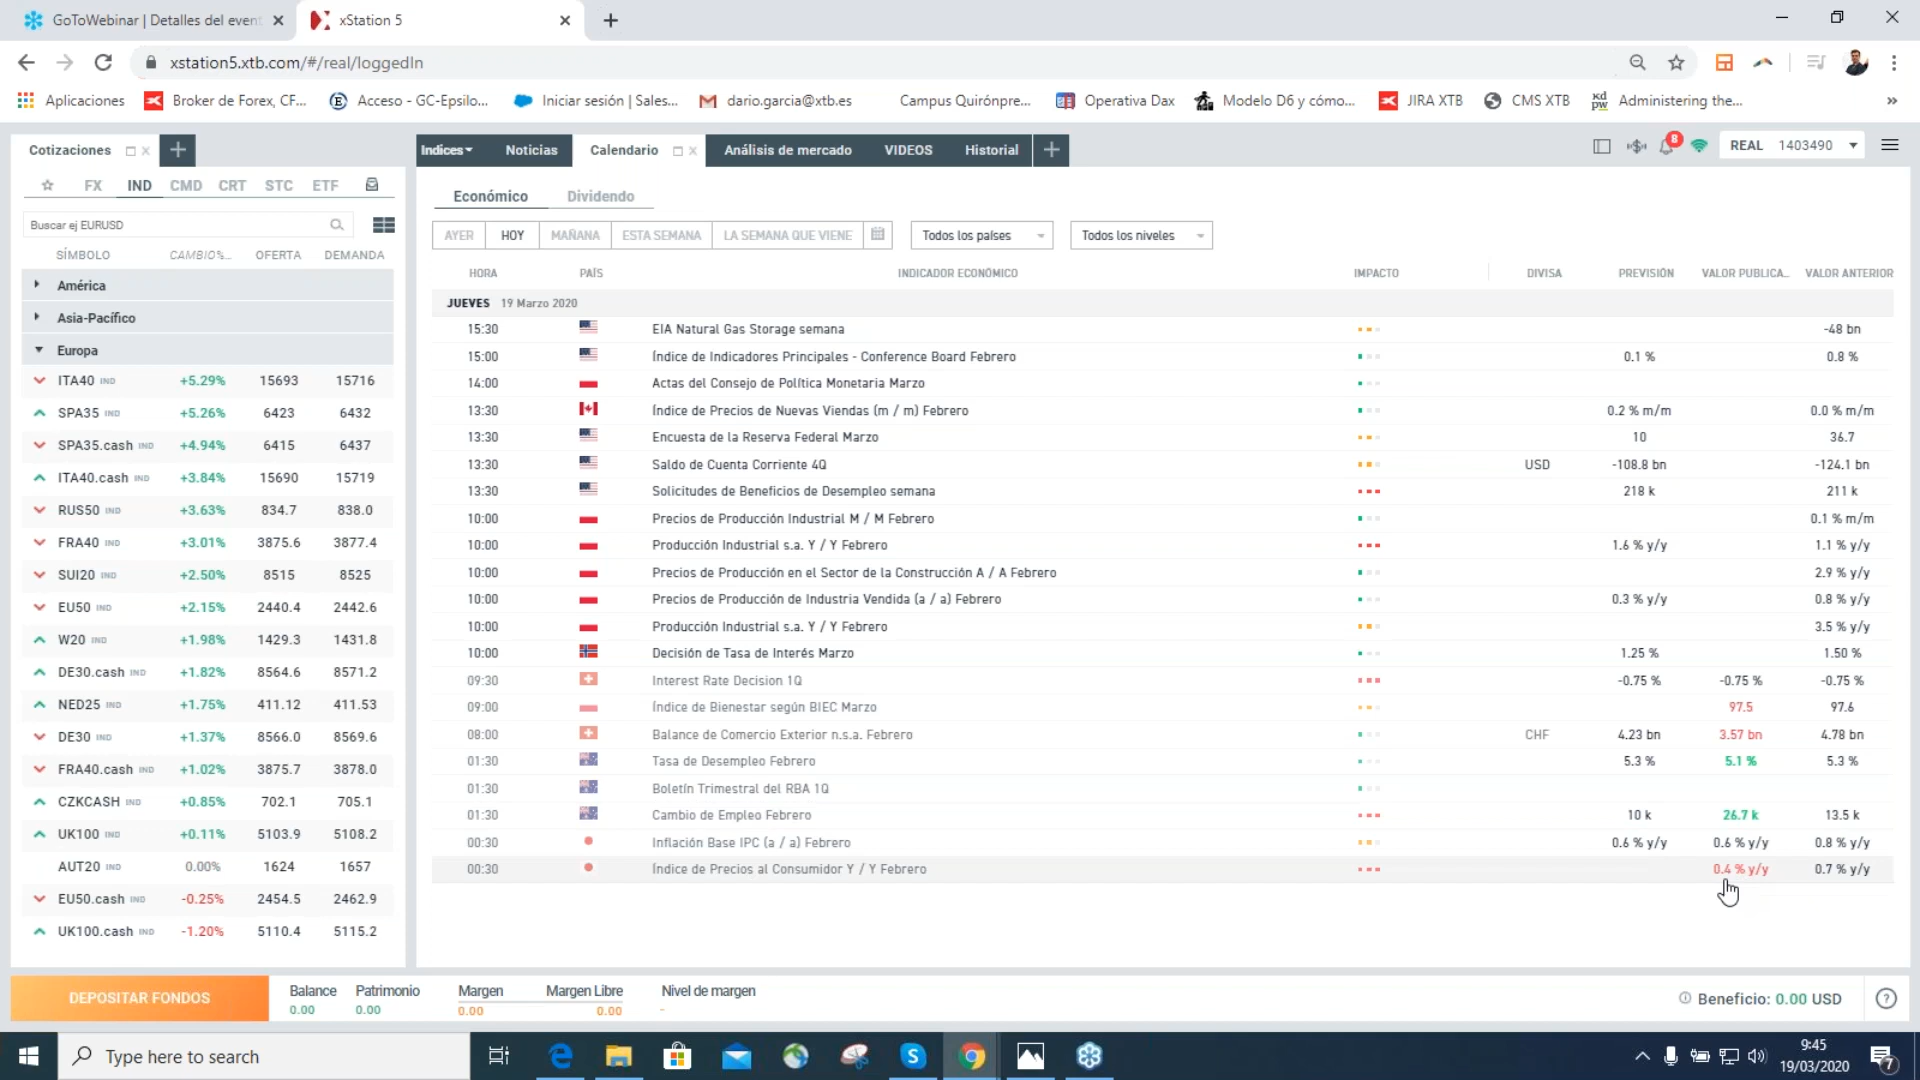 GoToWebinar | Detalles del event
xStation 5
xstation5.xtb.com/#/real/loggedIn
Aplicaciones
Broker de Forex, CF...
Acceso - GC-Epsilo...
Iniciar sesión | Sales...
dario.garcia@xtb.es
Campus Quirónpre...
Operativa Dax
Modelo D6 y cómo...
JIRA XTB
CMS XTB
Administering the...
»
Cotizaciones
Indices
Noticias
Calendario
Análisis de mercado
VIDEOS
Historial
8
REAL 1403490
FX IND CMD CRT STC ETF
Buscar ej EURUSD
SÍMBOLO CAMBIO%... OFERTA DEMANDA
América
Asia-Pacífico
Europa
ITA40 IND +5.29% 15693 15716
SPA35 IND +5.26% 6423 6432
SPA35.cash IND +4.94% 6415 6437
ITA40.cash IND +3.84% 15690 15719
RUS50 IND +3.63% 834.7 838.0
FRA40 IND +3.01% 3875.6 3877.4
SUI20 IND +2.50% 8515 8525
EU50 IND +2.15% 2440.4 2442.6
W20 IND +1.98% 1429.3 1431.8
DE30.cash IND +1.82% 8564.6 8571.2
NED25 IND +1.75% 411.12 411.53
DE30 IND +1.37% 8566.0 8569.6
FRA40.cash IND +1.02% 3875.7 3878.0
CZKCASH IND +0.85% 702.1 705.1
UK100 IND +0.11% 5103.9 5108.2
AUT20 IND 0.00% 1624 1657
EU50.cash IND -0.25% 2454.5 2462.9
UK100.cash IND -1.20% 5110.4 5115.2
Económico Dividendo
AYER HOY MAÑANA ESTA SEMANA LA SEMANA QUE VIENE Todos los países Todos los niveles
HORA PAÍS INDICADOR ECONÓMICO IMPACTO DIVISA PREVISIÓN VALOR PUBLICA... VALOR ANTERIOR
JUEVES 19 Marzo 2020
15:30 EIA Natural Gas Storage semana -48 bn
15:00 Índice de Indicadores Principales - Conference Board Febrero 0.1 % 0.8 %
14:00 Actas del Consejo de Política Monetaria Marzo
13:30 Índice de Precios de Nuevas Viendas (m / m) Febrero 0.2 % m/m 0.0 % m/m
13:30 Encuesta de la Reserva Federal Marzo 10 36.7
13:30 Saldo de Cuenta Corriente 4Q USD -108.8 bn -124.1 bn
13:30 Solicitudes de Beneficios de Desempleo semana 218 k 211 k
10:00 Precios de Producción Industrial M / M Febrero 0.1 % m/m
10:00 Producción Industrial s.a. Y / Y Febrero 1.6 % y/y 1.1 % y/y
10:00 Precios de Producción en el Sector de la Construcción A / A Febrero 2.9 % y/y
10:00 Precios de Producción de Industria Vendida (a / a) Febrero 0.3 % y/y 0.8 % y/y
10:00 Producción Industrial s.a. Y / Y Febrero 3.5 % y/y
10:00 Decisión de Tasa de Interés Marzo 1.25 % 1.50 %
09:30 Interest Rate Decision 1Q -0.75 % -0.75 % -0.75 %
09:00 Índice de Bienestar según BIEC Marzo 97.5 97.6
08:00 Balance de Comercio Exterior n.s.a. Febrero CHF 4.23 bn 3.57 bn 4.78 bn
01:30 Tasa de Desempleo Febrero 5.3 % 5.1 % 5.3 %
01:30 Boletín Trimestral del RBA 1Q
01:30 Cambio de Empleo Febrero 10 k 26.7 k 13.5 k
00:30 Inflación Base IPC (a / a) Febrero 0.6 % y/y 0.6 % y/y 0.8 % y/y
00:30 Índice de Precios al Consumidor Y / Y Febrero 0.4 % y/y 0.7 % y/y
DEPOSITAR FONDOS
Balance Patrimonio Margen Margen Libre Nivel de margen
0.00 0.00 0.00 0.00 -
Beneficio: 0.00 USD
Type here to search
9:45
19/03/2020
7